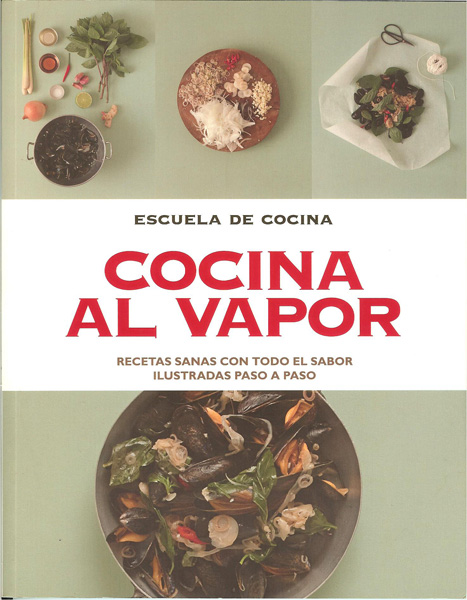 ESCUELA DE COCINA
COCINA
AL VAPOR
RECETAS SANAS CON TODO EL SABOR
ILUSTRADAS PASO A PASO